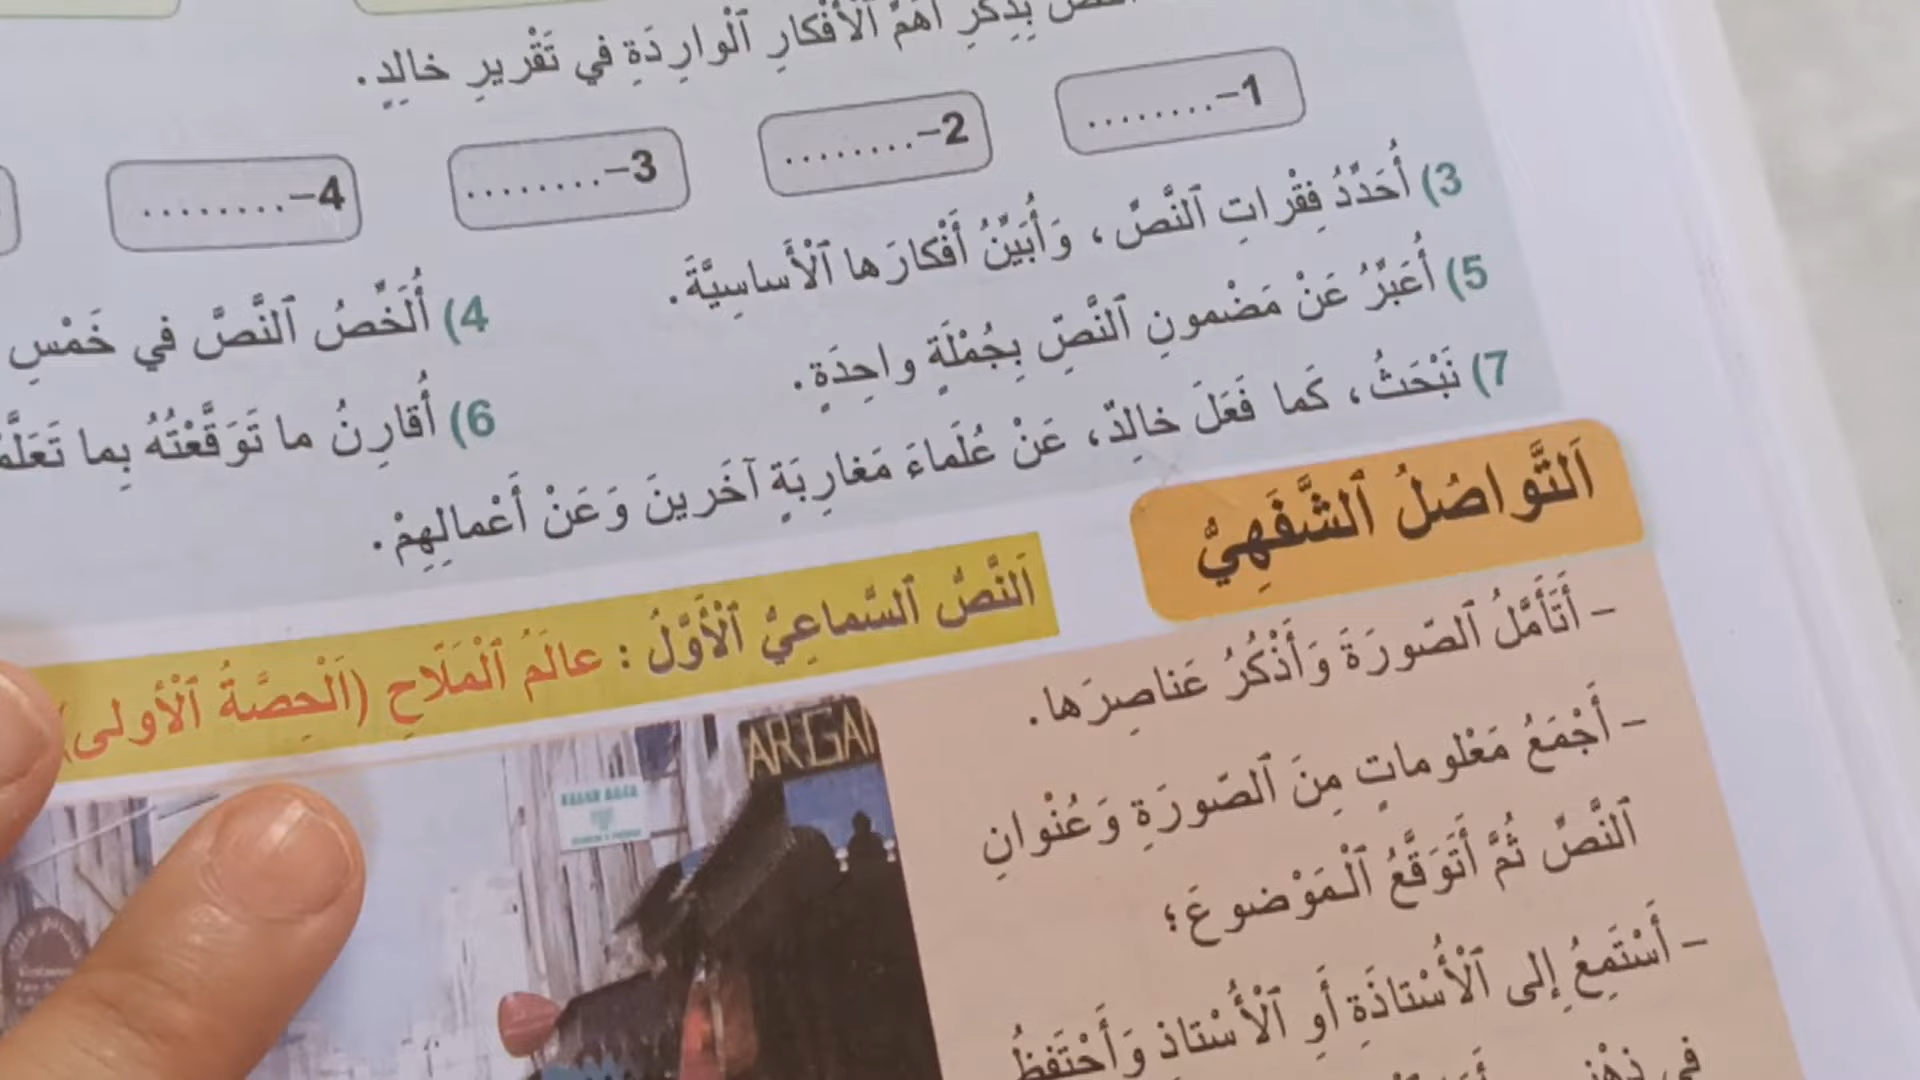 بِذِكْرِ أَهَمِّ ٱلْأَفْكارِ ٱلْوارِدَةِ في تَقْريرِ خالِدٍ.
1- ........
2- ........
3- ........
4- ........
3) أُحَدِّدُ فِقْراتِ ٱلنَّصِّ، وَأُبَيِّنُ أَفْكارَها ٱلْأَساسِيَّةَ.
4) أُلَخِّصُ ٱلنَّصَّ في خَمْسِ
5) أُعَبِّرُ عَنْ مَضْمونِ ٱلنَّصِّ بِجُمْلَةٍ واحِدَةٍ.
6) أُقارِنُ ما تَوَقَّعْتُهُ بِما
7) نَبْحَثُ، كَما فَعَلَ خالِدٌ، عَنْ عُلَماءَ مَغارِبَةٍ آخَرينَ وَعَنْ أَعْمالِهِمْ.
اَلتَّواصُلُ ٱلشَّفَهِيُّ
اَلنَّصُّ ٱلسَّماعِيُّ ٱلْأَوَّلُ : عالَمُ ٱلْمَلَّاحِ (اَلْحِصَّةُ ٱلْأولى)
- أَتَأَمَّلُ ٱلصّورَةَ وَأَذْكُرُ عَناصِرَها.
- أَجْمَعُ مَعْلوماتٍ مِنَ ٱلصّورَةِ وَعُنْوانِ
ٱلنَّصِّ ثُمَّ أَتَوَقَّعُ ٱلْمَوْضوعَ؛
- أَسْتَمِعُ إِلى ٱلْأُسْتاذَةِ أَوِ ٱلْأُسْتاذِ وَأَحْتَفِظُ
في ذِهْني
ARGAN